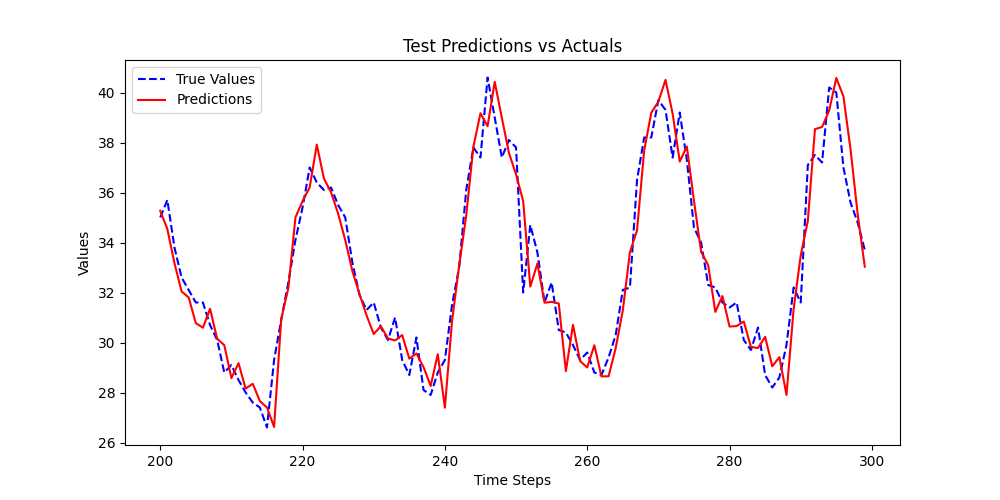 Test Predictions vs Actuals
True Values
Predictions
Values
40
38
36
34
32
30
28
26
200 220 240 260 280 300
Time Steps